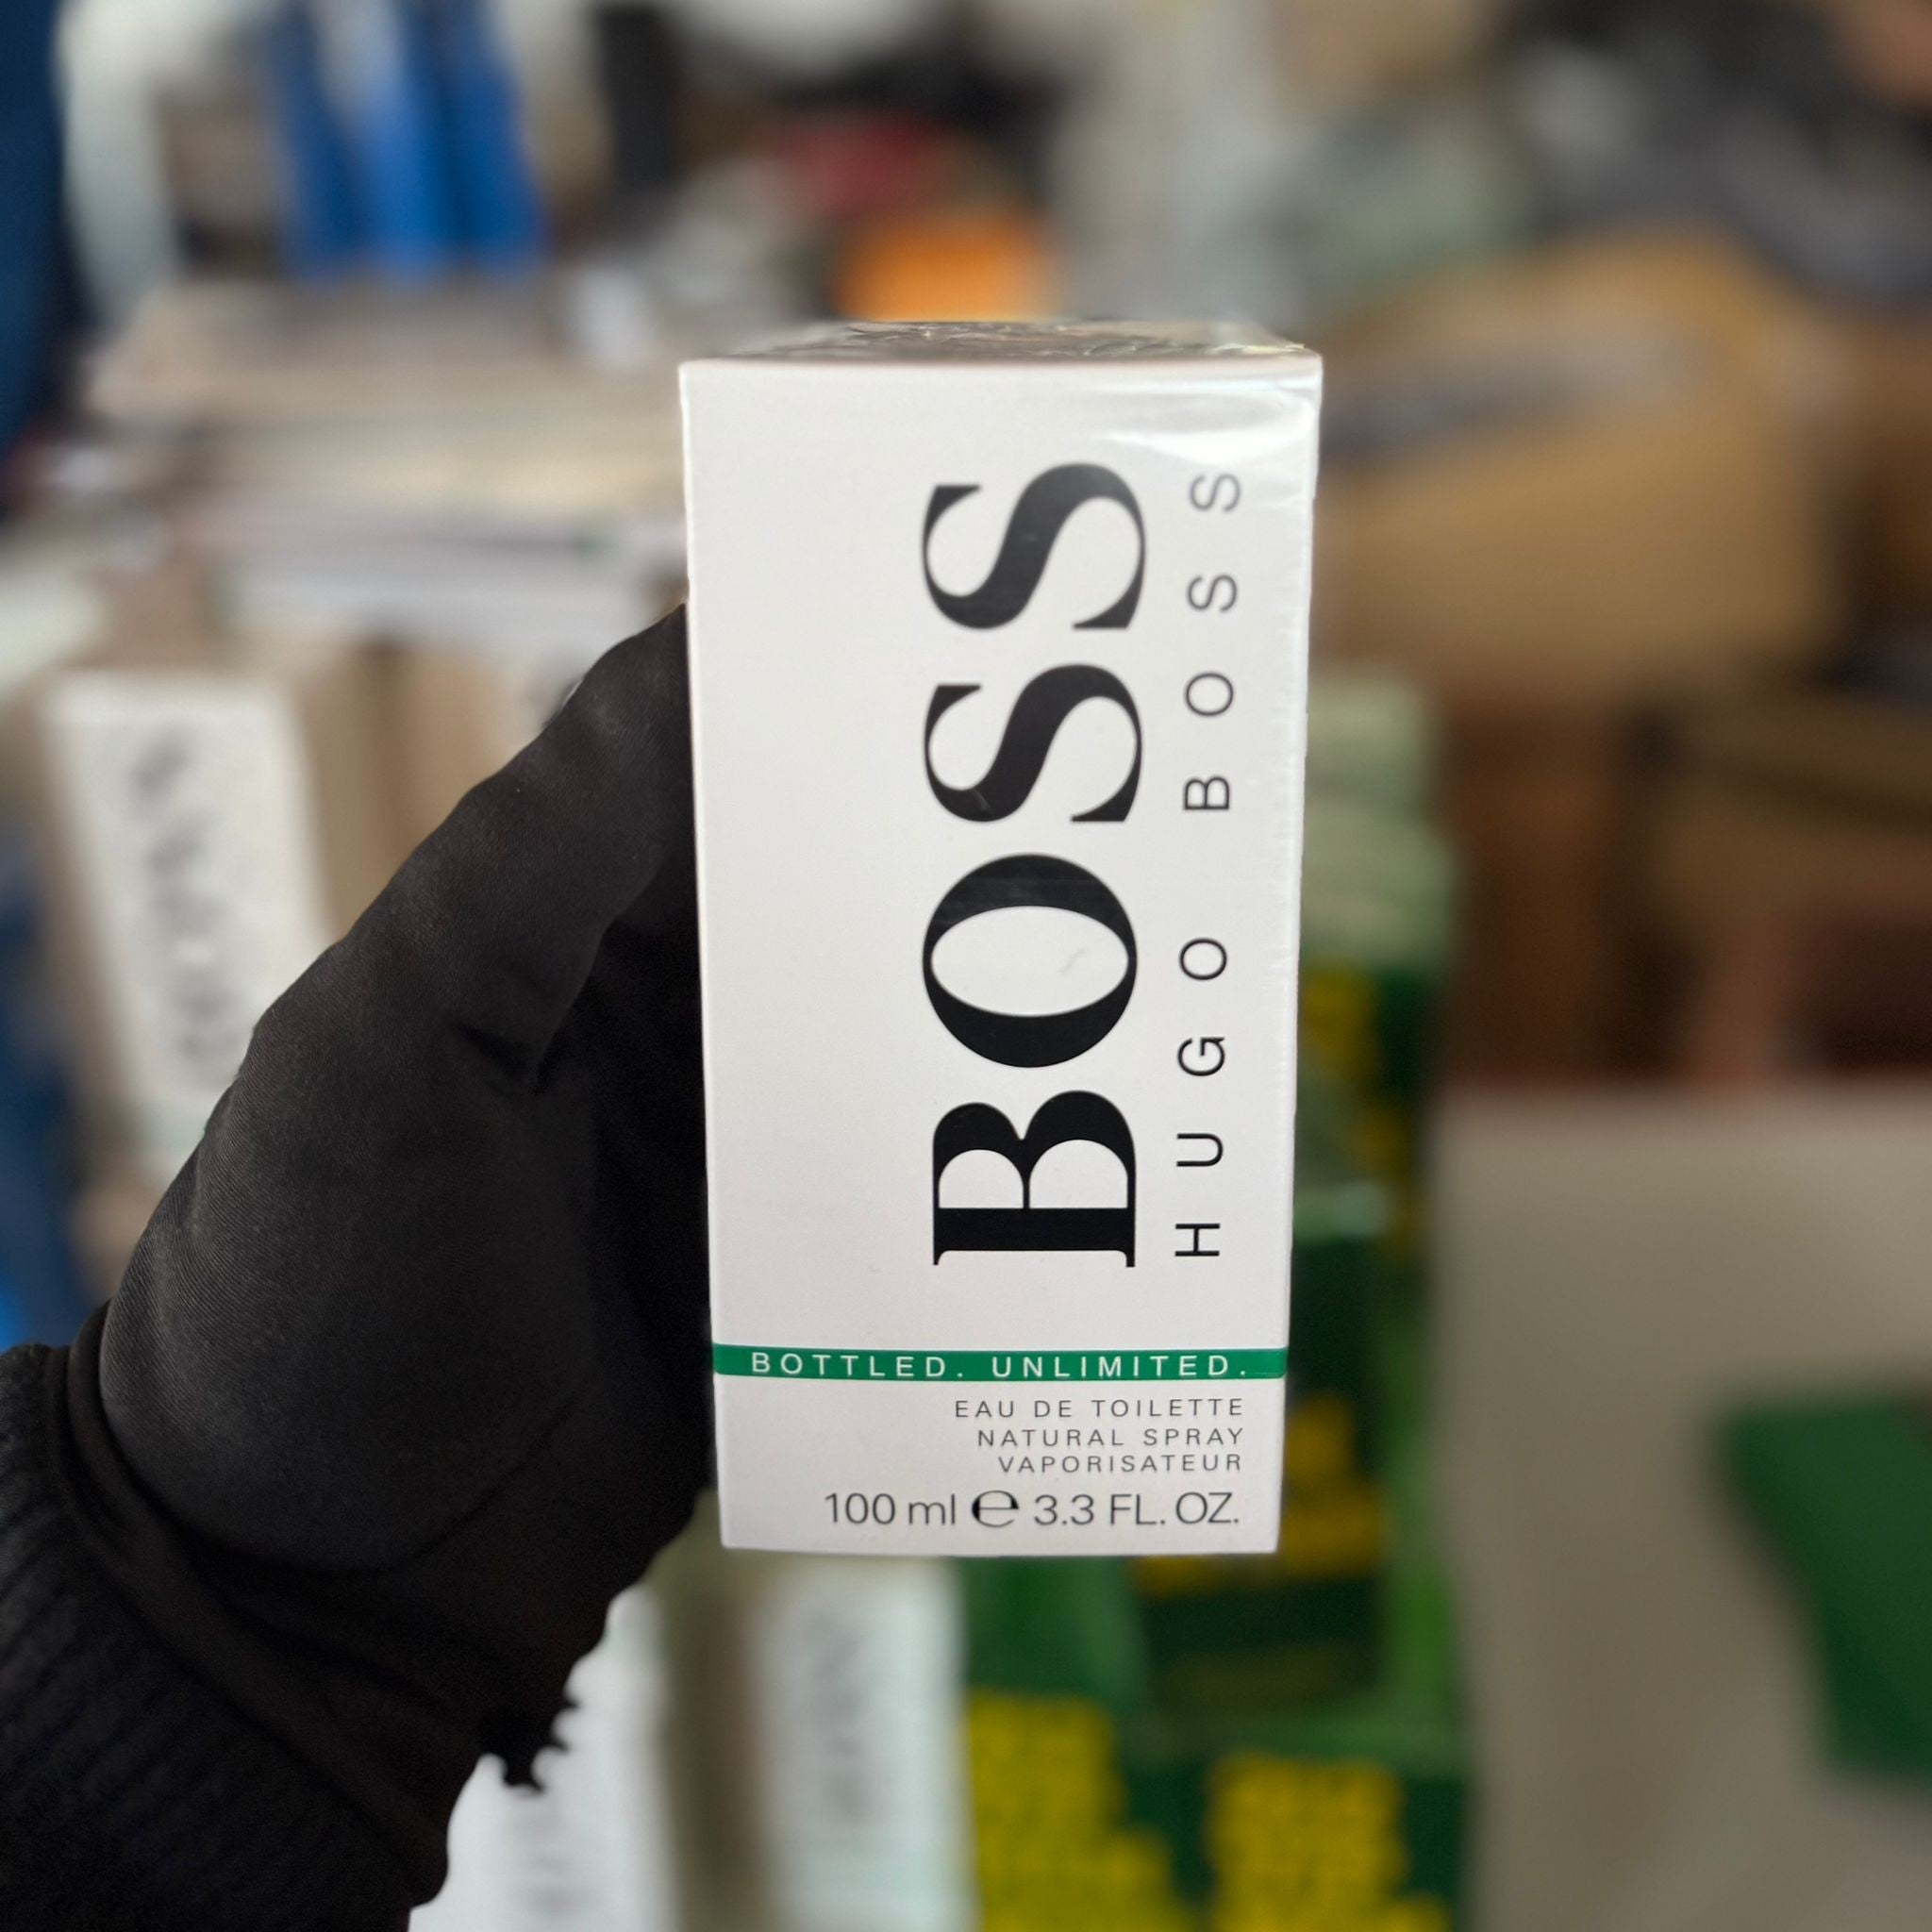 BOSS
HUGO BOSS
BOTTLED. UNLIMITED.
EAU DE TOILETTE
NATURAL SPRAY
VAPORISATEUR
100 ml ℮ 3.3 FL. OZ.